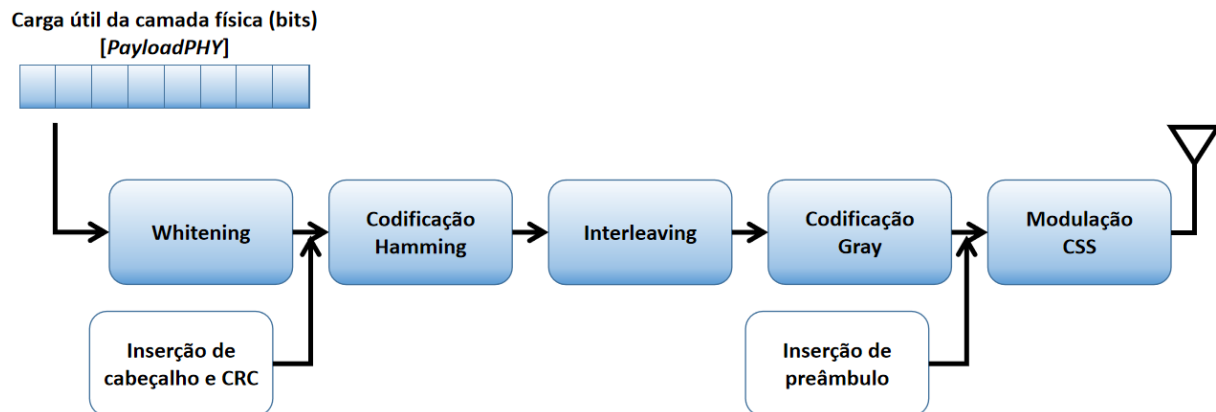 Carga útil da camada física (bits)
[PayloadPHY]
Whitening
Codificação
Hamming
Interleaving
Codificação
Gray
Modulação
CSS
Inserção de
cabeçalho e CRC
Inserção de
preâmbulo